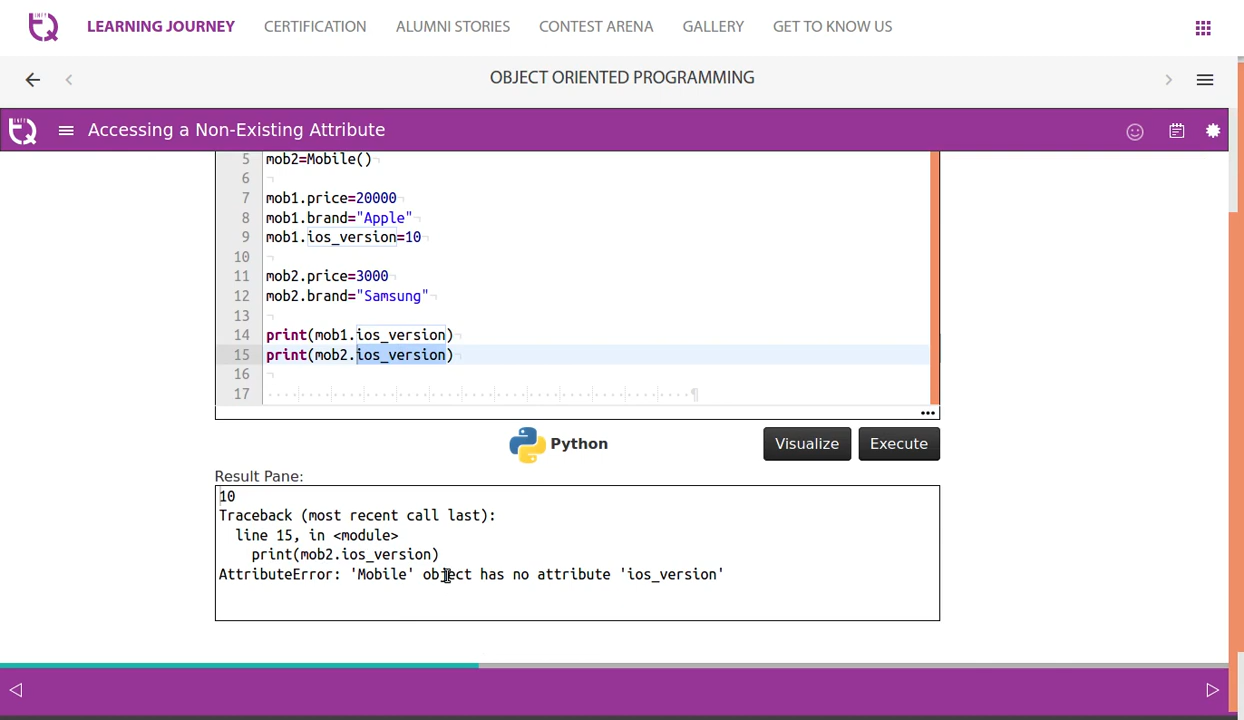 INFY
TQ
LEARNING JOURNEY
CERTIFICATION
ALUMNI STORIES
CONTEST ARENA
GALLERY
GET TO KNOW US
OBJECT ORIENTED PROGRAMMING
TQ
Accessing a Non-Existing Attribute
5 mob2=Mobile()
6
7 mob1.price=20000
8 mob1.brand="Apple"
9 mob1.ios_version=10
10
11 mob2.price=3000
12 mob2.brand="Samsung"
13
14 print(mob1.ios_version)
15 print(mob2.ios_version)
16
17
Python
Visualize
Execute
Result Pane:
10
Traceback (most recent call last):
line 15, in <module>
print(mob2.ios_version)
AttributeError: 'Mobile' object has no attribute 'ios_version'